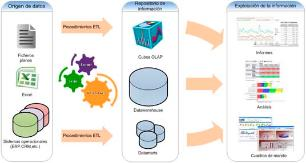 Origen de datos
Repositorio de
información
Explotación de la información
Procedimientos ETL
Ficheros
planos
Cubos OLAP
Informes
Excel
Datawarehouse
Análisis
Sistemas operacionales
(ERP, CRM, etc.)
Procedimientos ETL
Datamarts
Cuadros de mando